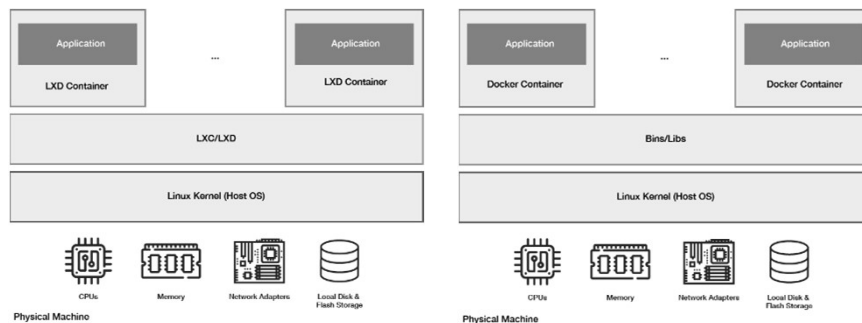 Application
...
Application
LXD Container
LXD Container
LXC/LXD
Linux Kernel (Host OS)
CPUs
Memory
Network Adapters
Local Disk &
Flash Storage
Physical Machine
Application
...
Application
Docker Container
Docker Container
Bins/Libs
Linux Kernel (Host OS)
CPUs
Memory
Network Adapters
Local Disk &
Flash Storage
Physical Machine